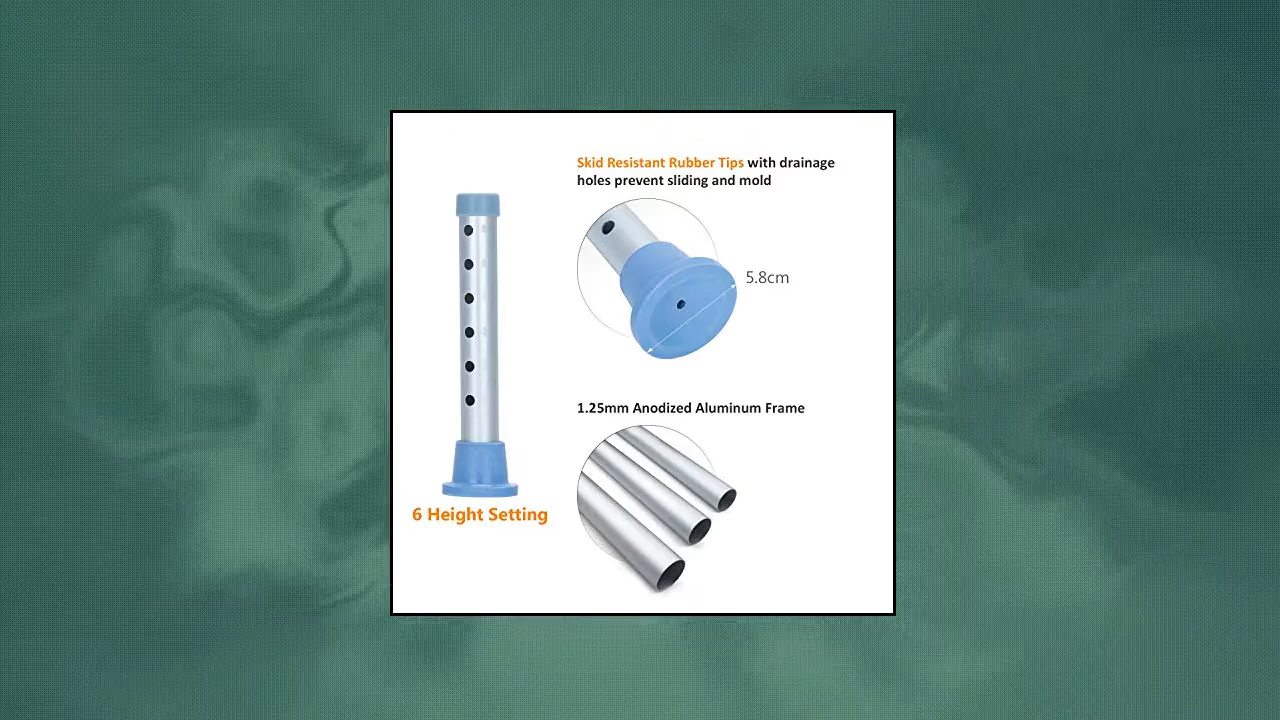 Skid Resistant Rubber Tips with drainage
holes prevent sliding and mold
5.8cm
1.25mm Anodized Aluminum Frame
6 Height Setting